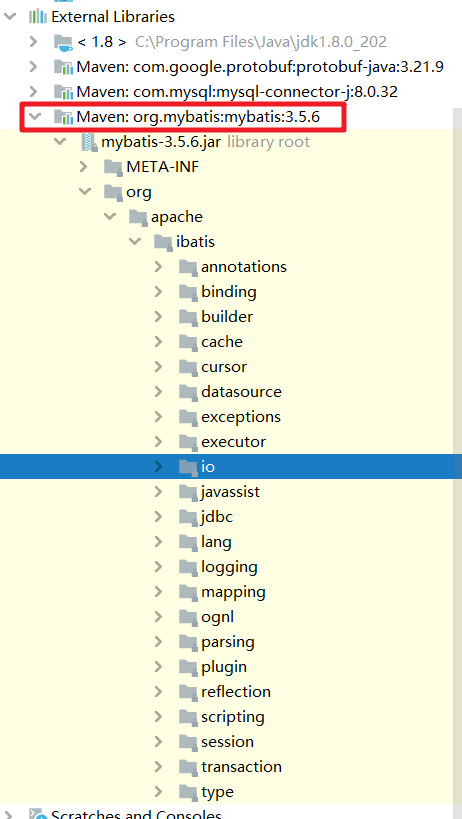 External Libraries
< 1.8 > C:\Program Files\Java\jdk1.8.0_202
Maven: com.google.protobuf:protobuf-java:3.21.9
Maven: com.mysql:mysql-connector-j:8.0.32
Maven: org.mybatis:mybatis:3.5.6
mybatis-3.5.6.jar library root
META-INF
org
apache
ibatis
annotations
binding
builder
cache
cursor
datasource
exceptions
executor
io
javassist
jdbc
lang
logging
mapping
ognl
parsing
plugin
reflection
scripting
session
transaction
type
Scratches and Consoles